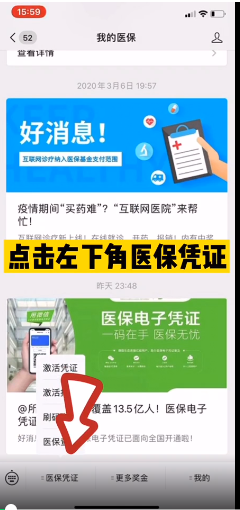 15:59
52
我的医保
查看详情
2020年3月6日 19:57
好消息！
互联网诊疗纳入医保基金支付范围
疫情期间“买药难”？“互联网医院”来帮
忙！
点击左下角医保凭证
昨天 23:48
医保电子凭证
一码在手 医保无忧
激活凭证
激活
@所
覆盖13.5亿人！医保电子
刷码
凭证
好消
电子凭证已面向全国开通啦！
医保
医保凭证
更多奖金
我的